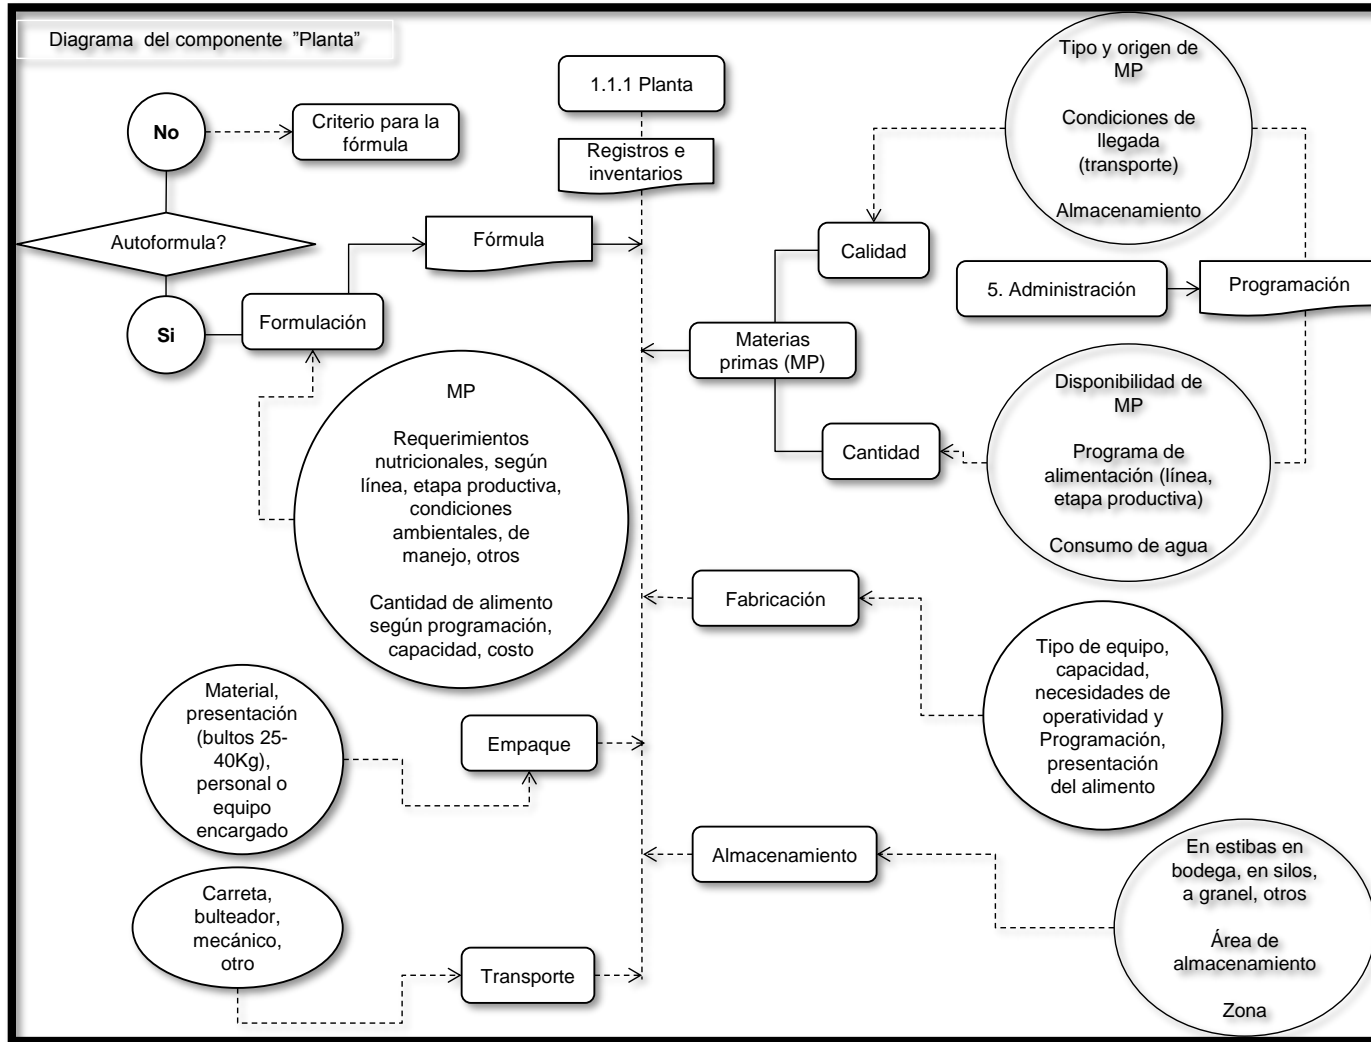 Diagrama del componente ”Planta”
1.1.1 Planta
Registros e
inventarios
No
Criterio para la
fórmula
Autoformula?
Si
Formulación
Fórmula
MP
Requerimientos
nutricionales, según
línea, etapa productiva,
condiciones
ambientales, de
manejo, otros
Cantidad de alimento
según programación,
capacidad, costo
Tipo y origen de
MP
Condiciones de
llegada
(transporte)
Almacenamiento
Calidad
5. Administración
Programación
Materias
primas (MP)
Cantidad
Disponibilidad de
MP
Programa de
alimentación (línea,
etapa productiva)
Consumo de agua
Fabricación
Tipo de equipo,
capacidad,
necesidades de
operatividad y
Programación,
presentación
del alimento
Material,
presentación
(bultos 25-
40Kg),
personal o
equipo
encargado
Empaque
Almacenamiento
En estibas en
bodega, en silos,
a granel, otros
Área de
almacenamiento
Zona
Carreta,
bulteador,
mecánico,
otro
Transporte